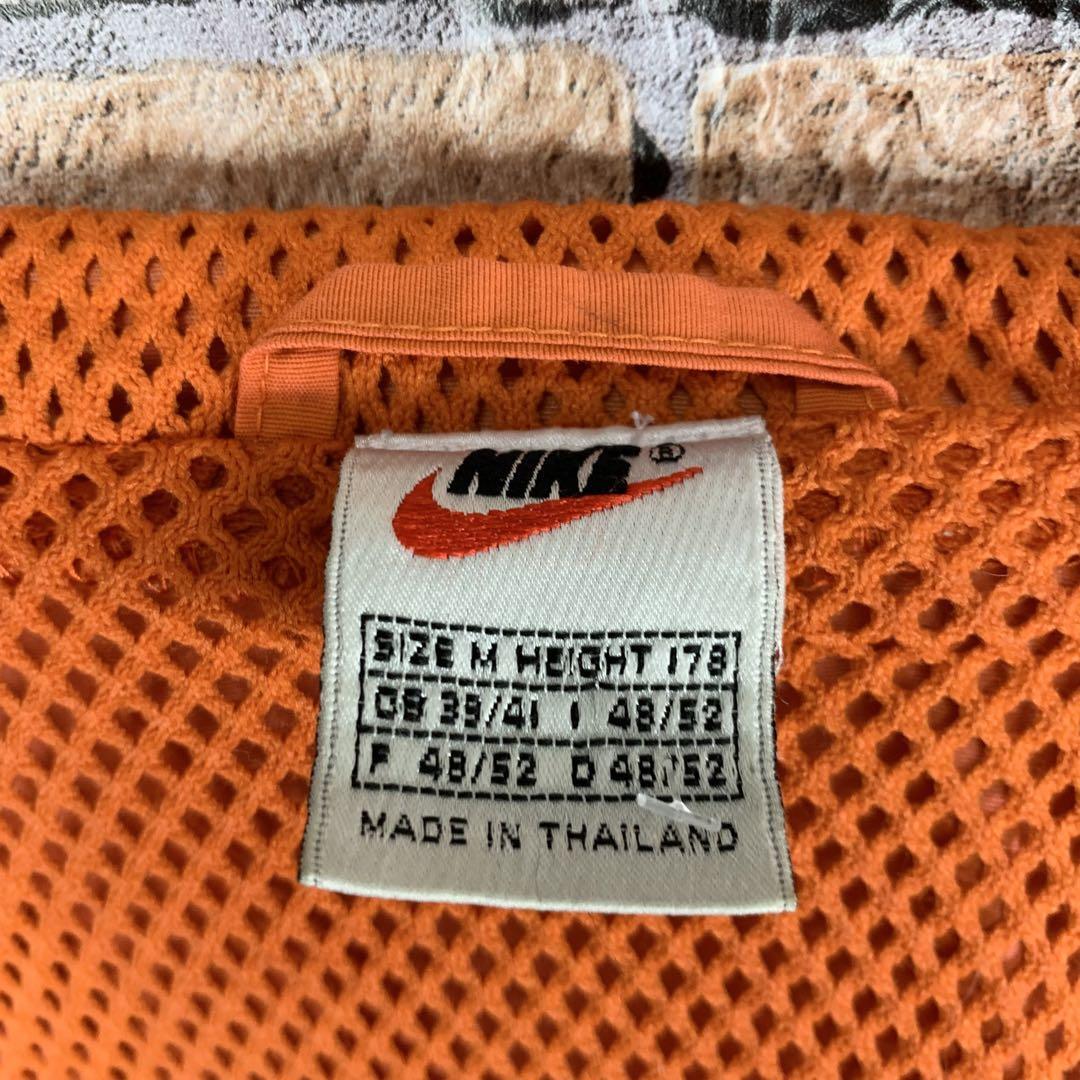 NIKE®
SIZE M HEIGHT 178
GB 39/41 I 48/52
F 48/52 D 48/52
MADE IN THAILAND